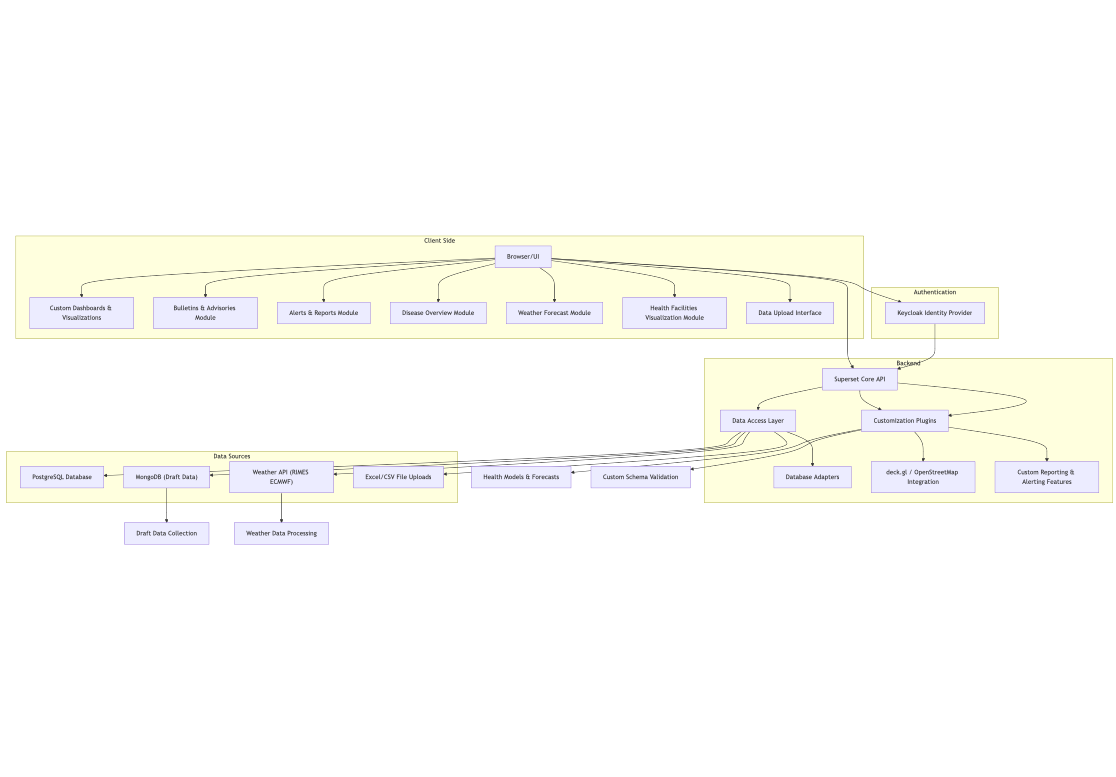 Client Side
Browser/UI
Custom Dashboards &
Visualizations
Bulletins & Advisories
Module
Alerts & Reports Module
Disease Overview Module
Weather Forecast Module
Health Facilities
Visualization Module
Data Upload Interface
Authentication
Keycloak Identity Provider
Backend
Superset Core API
Data Access Layer
Customization Plugins
Data Sources
PostgreSQL Database
MongoDB (Draft Data)
Weather API (RIMES
ECMWF)
Excel/CSV File Uploads
Health Models & Forecasts
Custom Schema Validation
Database Adapters
deck.gl / OpenStreetMap
Integration
Custom Reporting &
Alerting Features
Draft Data Collection
Weather Data Processing